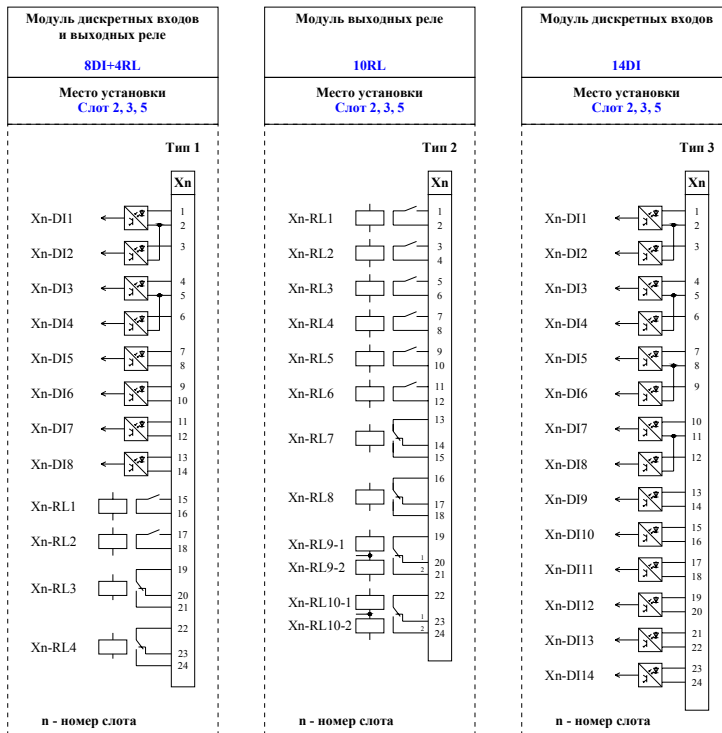 Модуль дискретных входов
и выходных реле
8DI+4RL
Место установки
Слот 2, 3, 5
Тип 1
Xn
Xn-DI1
1
2
Xn-DI2
3
Xn-DI3
4
5
Xn-DI4
6
Xn-DI5
7
8
Xn-DI6
9
10
Xn-DI7
11
12
Xn-DI8
13
14
Xn-RL1
15
16
Xn-RL2
17
18
Xn-RL3
19
20
21
Xn-RL4
22
23
24
n - номер слота
Модуль выходных реле
10RL
Место установки
Слот 2, 3, 5
Тип 2
Xn
Xn-RL1
1
2
Xn-RL2
3
4
Xn-RL3
5
6
Xn-RL4
7
8
Xn-RL5
9
10
Xn-RL6
11
12
Xn-RL7
13
14
15
Xn-RL8
16
17
18
Xn-RL9-1
19
1
20
Xn-RL9-2
2
21
Xn-RL10-1
22
1
23
Xn-RL10-2
2
24
n - номер слота
Модуль дискретных входов
14DI
Место установки
Слот 2, 3, 5
Тип 3
Xn
Xn-DI1
1
2
Xn-DI2
3
Xn-DI3
4
5
Xn-DI4
6
Xn-DI5
7
8
Xn-DI6
9
Xn-DI7
10
11
Xn-DI8
12
Xn-DI9
13
14
Xn-DI10
15
16
Xn-DI11
17
18
Xn-DI12
19
20
Xn-DI13
21
22
Xn-DI14
23
24
n - номер слота